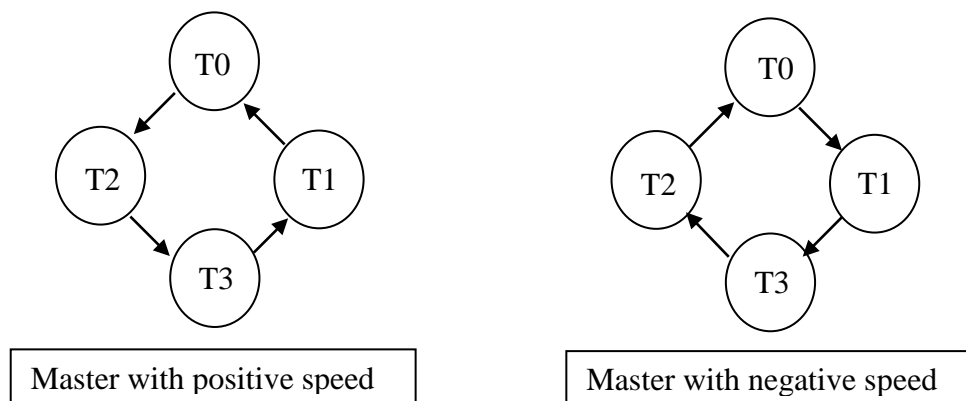 T0
T2
T1
T3
Master with positive speed
T0
T2
T1
T3
Master with negative speed